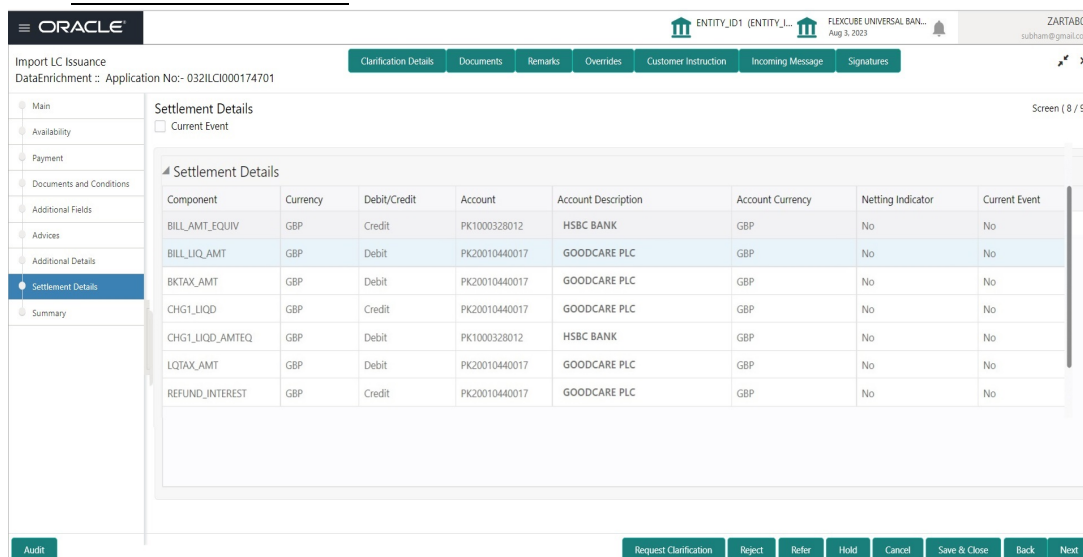 ORACLE
ENTITY_ID1 (ENTITY_I...
FLEXCUBE UNIVERSAL BAN...
Aug 3, 2023
ZARTAB0
subham@gmail.co
Import LC Issuance
DataEnrichment :: Application No:- 032ILCI000174701
Clarification Details Documents Remarks Overrides Customer Instruction Incoming Message Signatures
Main
Availability
Payment
Documents and Conditions
Additional Fields
Advices
Additional Details
Settlement Details
Summary
Settlement Details
Screen ( 8 / 9
Current Event
Settlement Details
Component Currency Debit/Credit Account Account Description Account Currency Netting Indicator Current Event
BILL_AMT_EQUIV GBP Credit PK1000328012 HSBC BANK GBP No No
BILL_LIQ_AMT GBP Debit PK20010440017 GOODCARE PLC GBP No No
BKTAX_AMT GBP Debit PK20010440017 GOODCARE PLC GBP No No
CHG1_LIQD GBP Credit PK20010440017 GOODCARE PLC GBP No No
CHG1_LIQD_AMTEQ GBP Debit PK1000328012 HSBC BANK GBP No No
LQTAX_AMT GBP Debit PK20010440017 GOODCARE PLC GBP No No
REFUND_INTEREST GBP Credit PK20010440017 GOODCARE PLC GBP No No
Audit Request Clarification Reject Refer Hold Cancel Save & Close Back Next